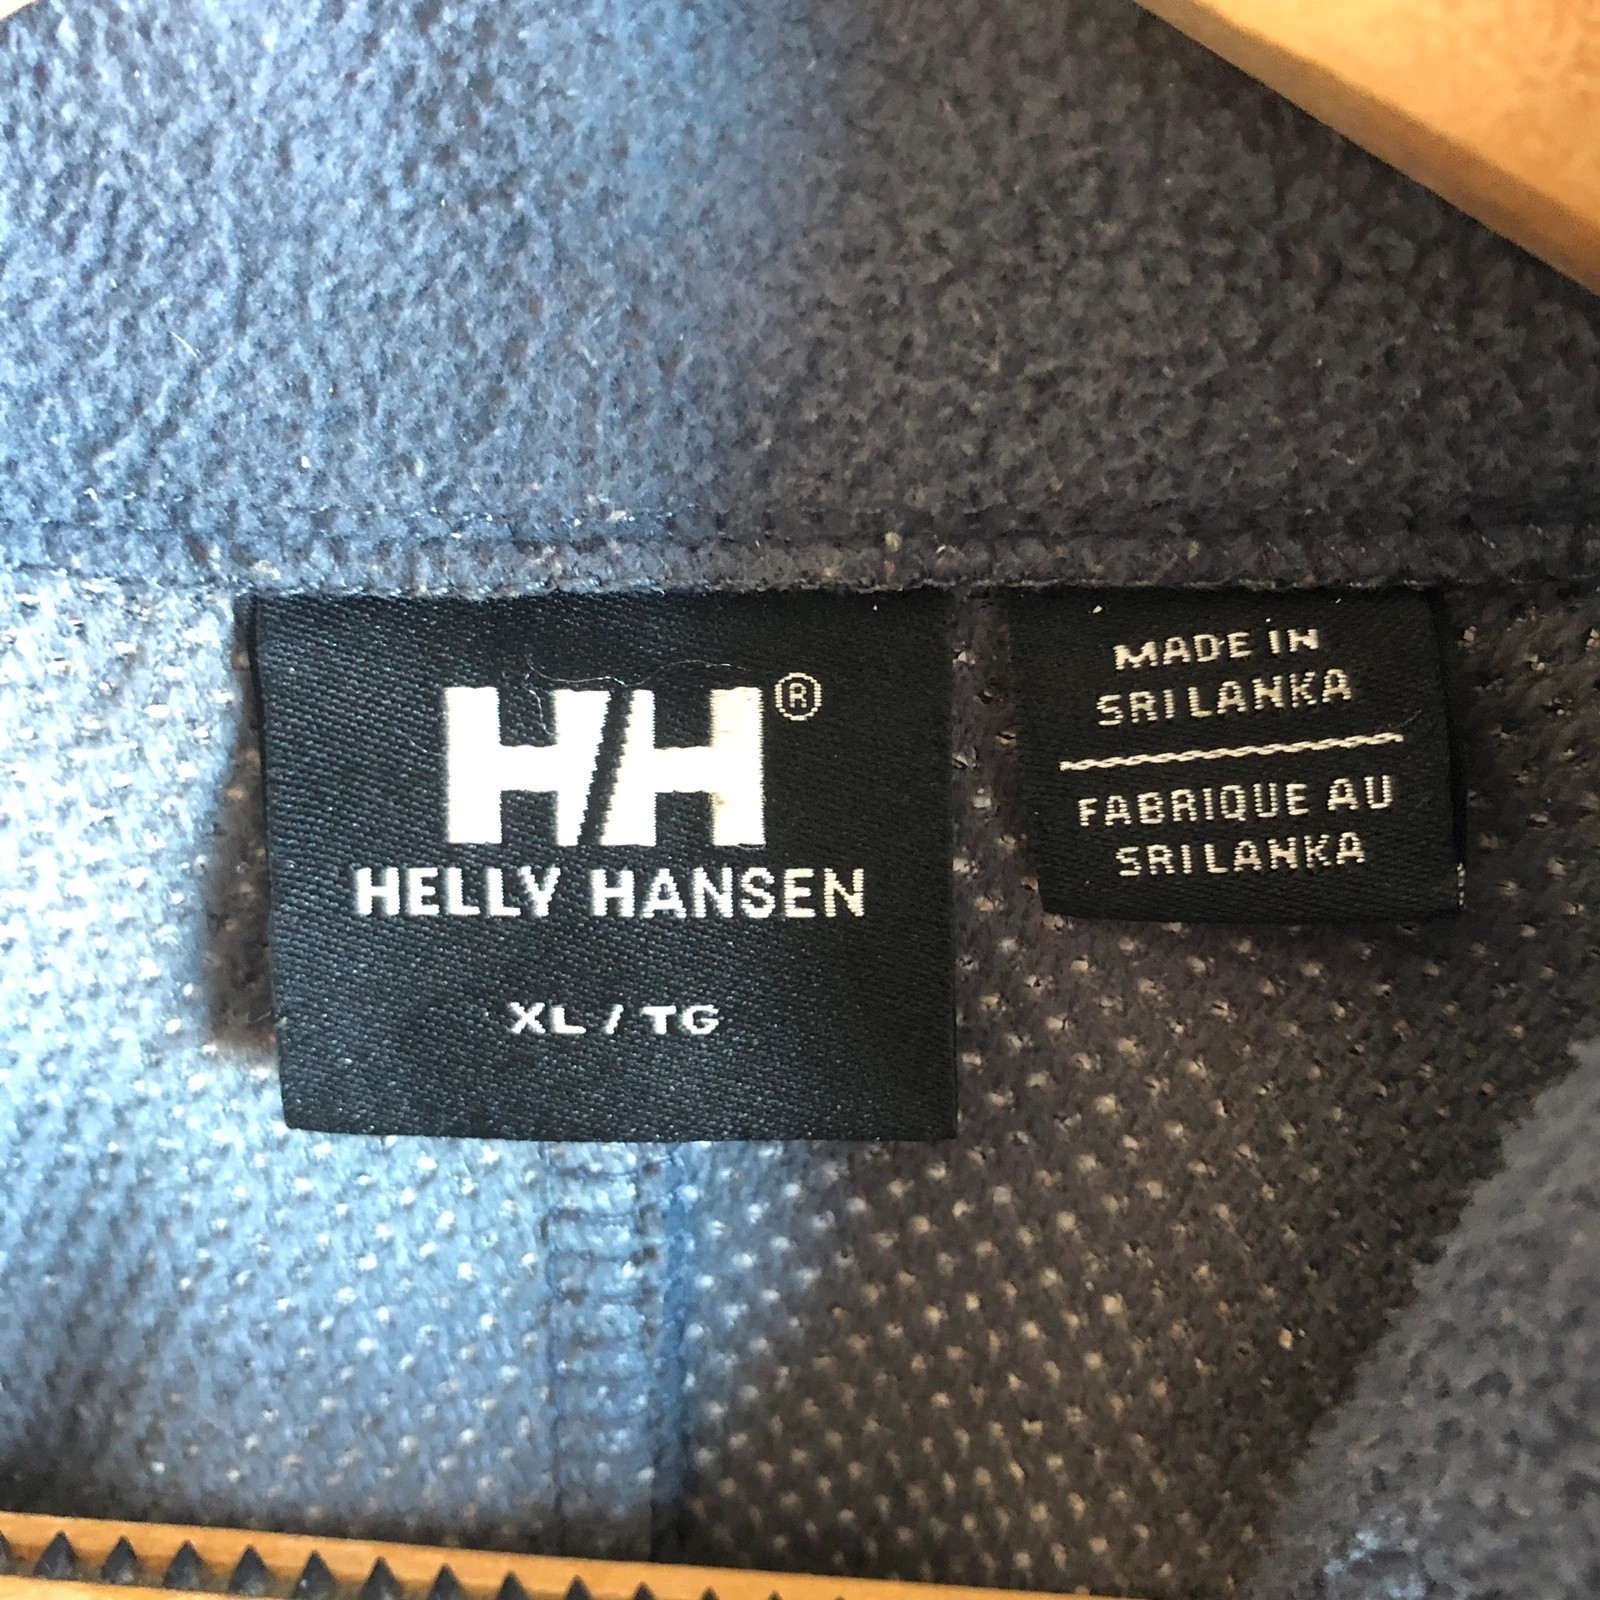 HH®
HELLY HANSEN
XL / TG
MADE IN
SRI LANKA
FABRIQUE AU
SRI LANKA